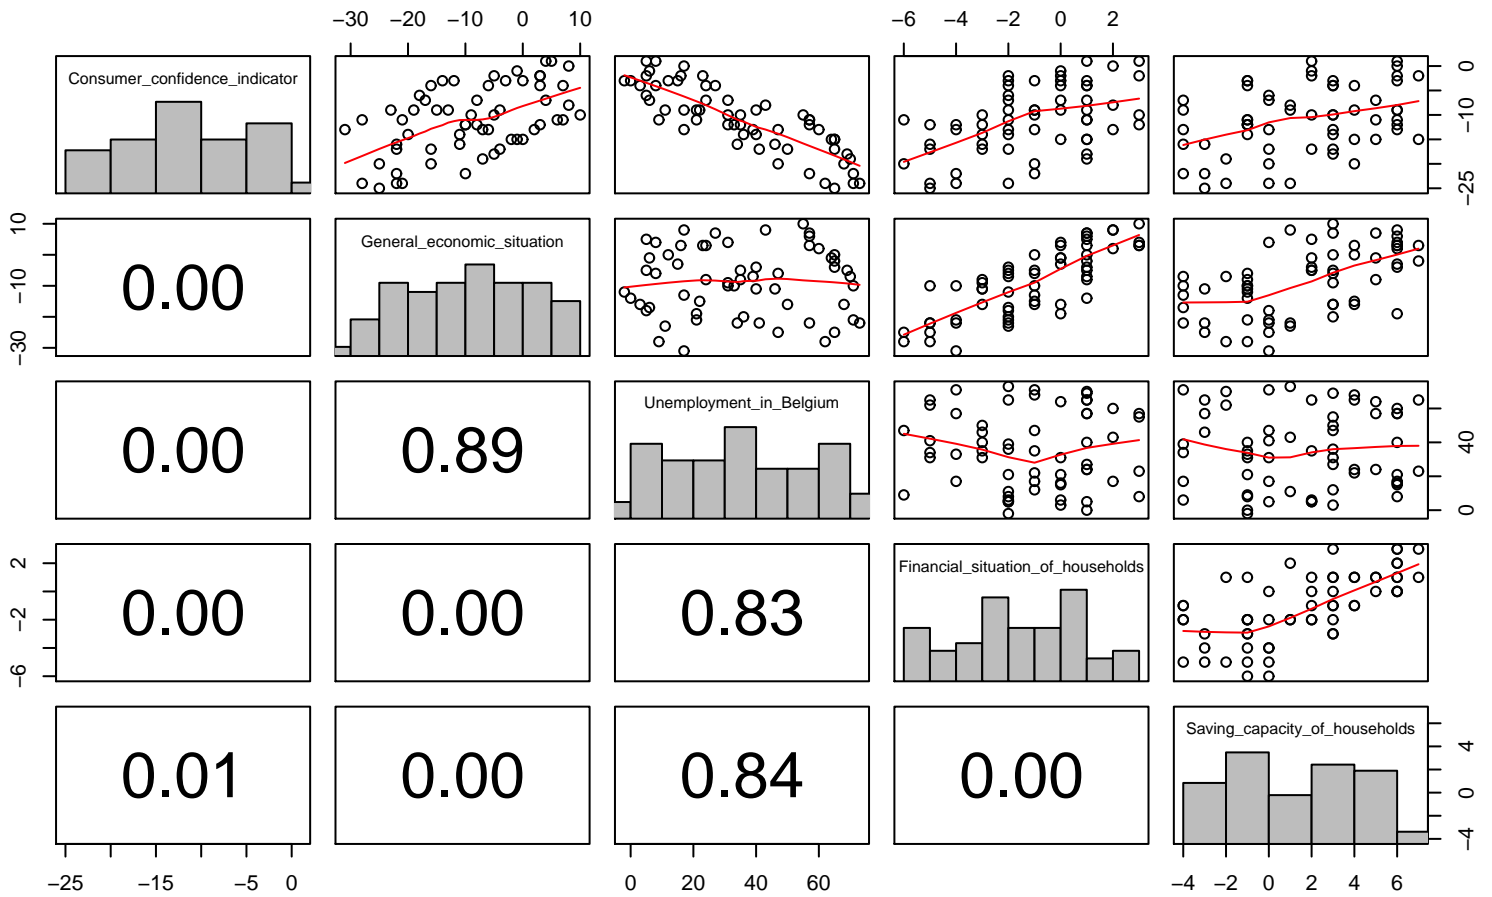 −30 −20 −10 0 10 −6 −4 −2 0 2
Consumer_confidence_indicator
−25 −10 0
−30 −10 10
0.00
General_economic_situation
0.00
0.89
Unemployment_in_Belgium
0 40
−6 −2 2
0.00
0.00
0.83
Financial_situation_of_households
0.01
0.00
0.84
0.00
Saving_capacity_of_households
−4 0 4
−25 −15 −5 0 0 20 40 60 −4 −2 0 2 4 6